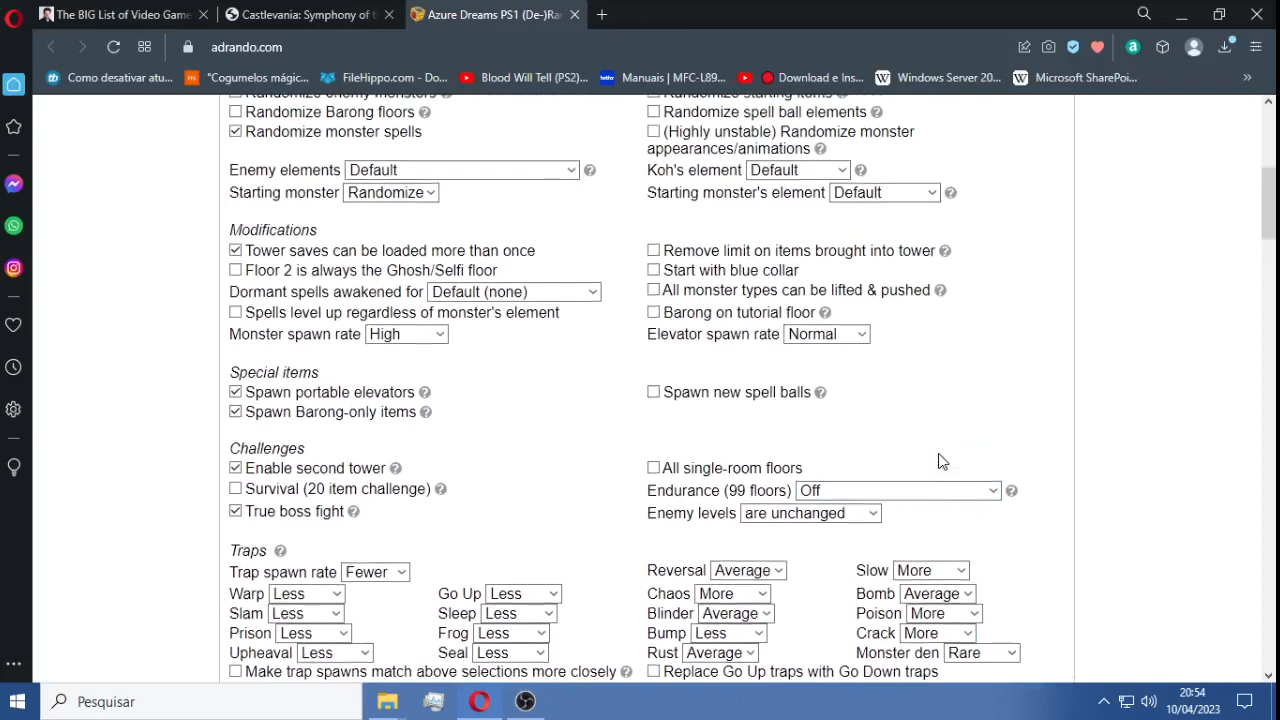 The BIG List of Video Game
Castlevania: Symphony of t
Azure Dreams PS1 (De-)Ran
adrando.com
Como desativar atu...
"Cogumelos mágic...
FileHippo.com - Do...
Blood Will Tell (PS2)...
Manuais | MFC-L89...
Download e Ins...
Windows Server 20...
Microsoft SharePoi...
Randomize enemy monsters
Randomize starting items
Randomize Barong floors
Randomize spell ball elements
Randomize monster spells
(Highly unstable) Randomize monster
appearances/animations
Enemy elements Default
Koh's element Default
Starting monster Randomize
Starting monster's element Default
Modifications
Tower saves can be loaded more than once
Remove limit on items brought into tower
Floor 2 is always the Ghosh/Selfi floor
Start with blue collar
Dormant spells awakened for Default (none)
All monster types can be lifted & pushed
Spells level up regardless of monster's element
Barong on tutorial floor
Monster spawn rate High
Elevator spawn rate Normal
Special items
Spawn portable elevators
Spawn new spell balls
Spawn Barong-only items
Challenges
Enable second tower
All single-room floors
Survival (20 item challenge)
Endurance (99 floors) Off
True boss fight
Enemy levels are unchanged
Traps
Trap spawn rate Fewer
Reversal Average Slow More
Warp Less Go Up Less Chaos More Bomb Average
Slam Less Sleep Less Blinder Average Poison More
Prison Less Frog Less Bump Less Crack More
Upheaval Less Seal Less Rust Average Monster den Rare
Make trap spawns match above selections more closely
Replace Go Up traps with Go Down traps
Pesquisar
20:54
10/04/2023